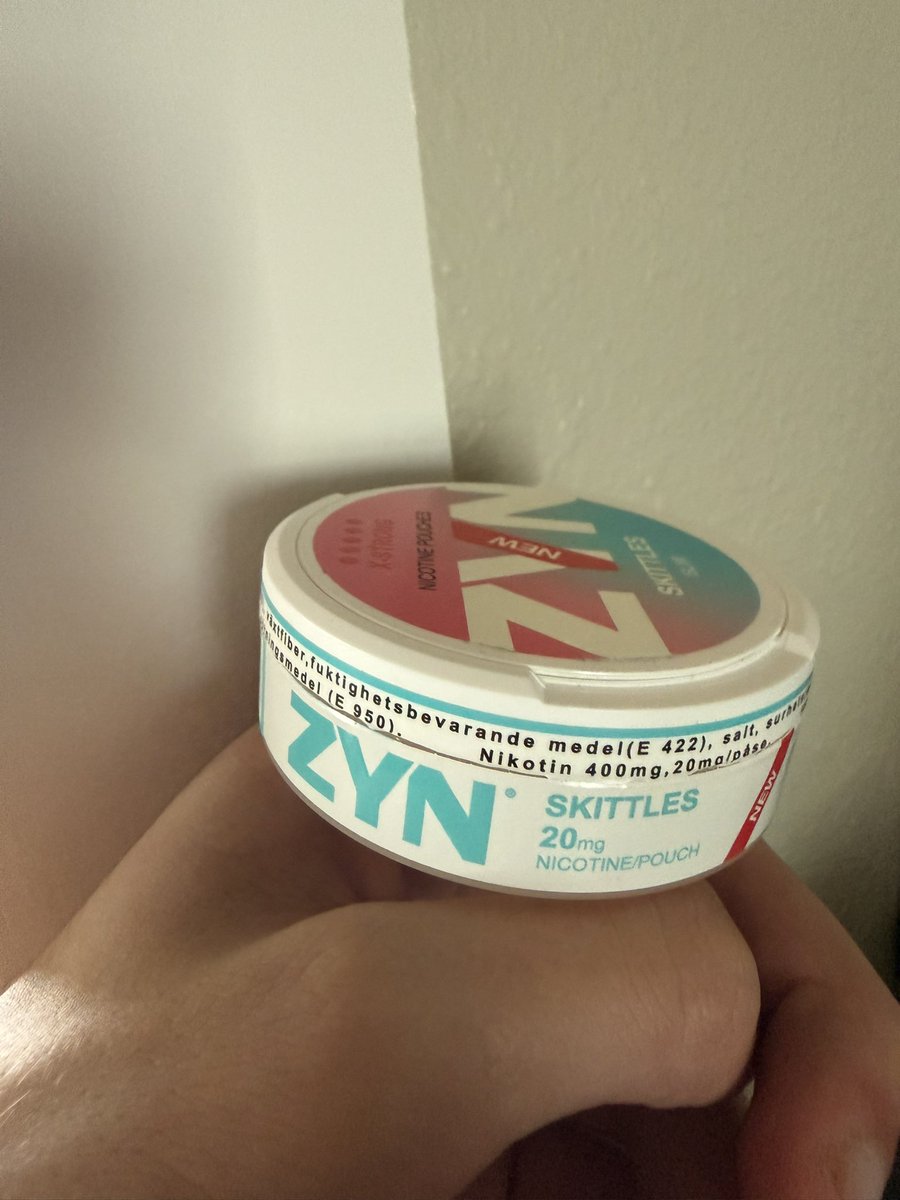 X-STRONG
NICOTINE POUCHES
ZYN
NEW
SKITTLES
växtfiber,fuktighetsbevarande medel(E 422), salt,
(E 950).
Nikotin 400mg,20mg/påse.
ZYN®
SKITTLES
20mg
NICOTINE/POUCH
NEW